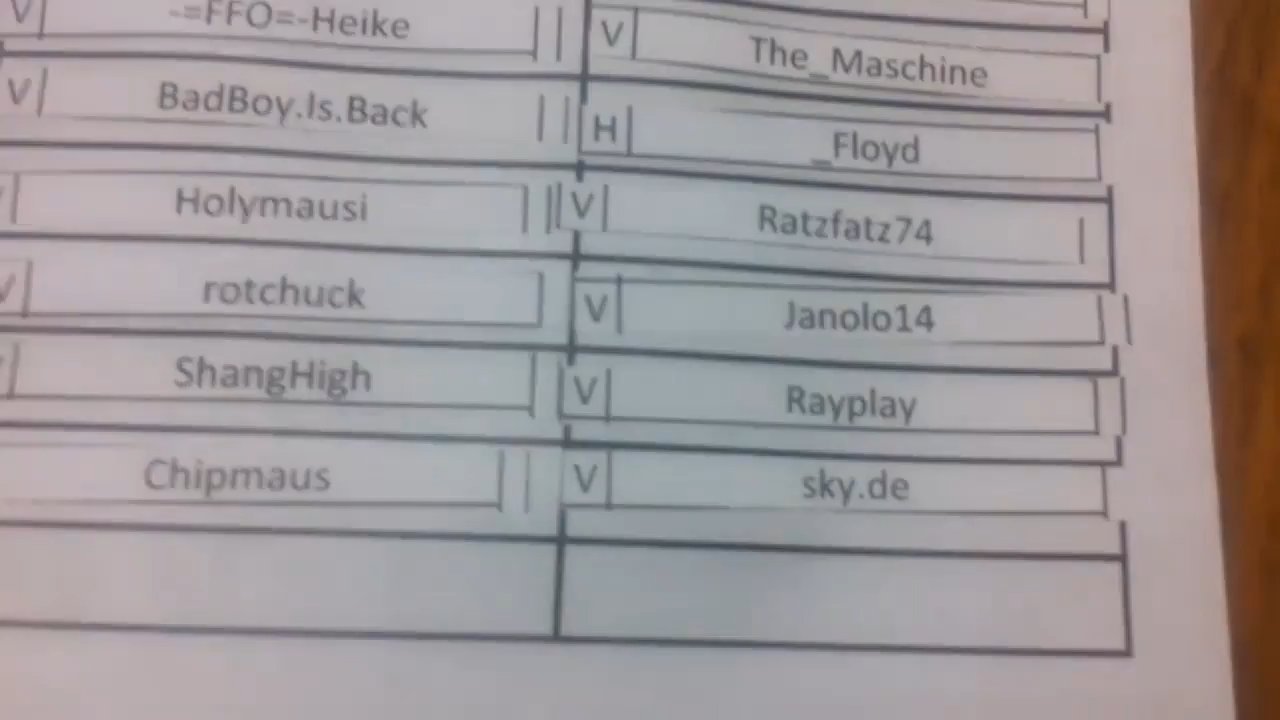 V -=FFO=-Heike V The_Maschine
V BadBoy.Is.Back H _Floyd
Holymausi V Ratzfatz74
V rotchuck V Janolo14
ShangHigh V Rayplay
Chipmaus V sky.de